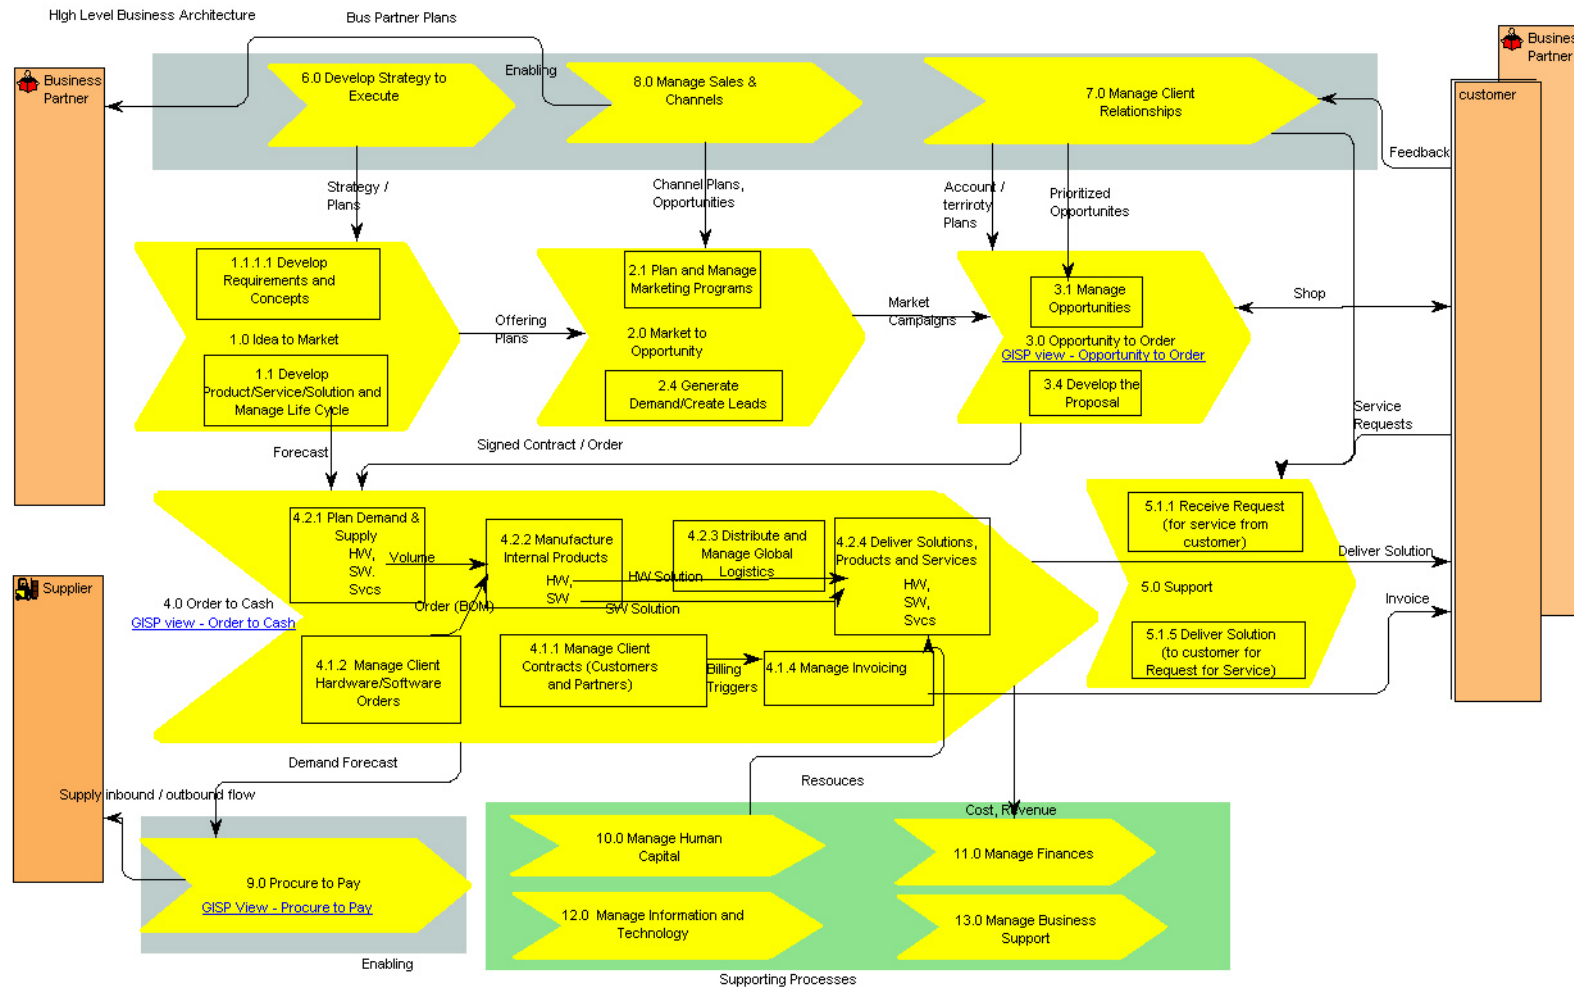 HIgh Level Business Architecture
Bus Partner Plans
Business
Partner
Business
Partner
customer
Enabling
6.0 Develop Strategy to
Execute
8.0 Manage Sales &
Channels
7.0 Manage Client
Relationships
Feedback
Strategy /
Plans
Channel Plans,
Opportunities
Account /
terriroty
Plans
Prioritized
Opportunites
1.1.1.1 Develop
Requirements and
Concepts
1.0 Idea to Market
1.1 Develop
Product/Service/Solution and
Manage Life Cycle
Offering
Plans
2.1 Plan and Manage
Marketing Programs
2.0 Market to
Opportunity
2.4 Generate
Demand/Create Leads
Market
Campaigns
3.1 Manage
Opportunities
3.0 Opportunity to Order
GISP view - Opportunity to Order
3.4 Develop the
Proposal
Shop
Service
Requests
Forecast
Signed Contract / Order
4.2.1 Plan Demand &
Supply
HW,
SW.
Svcs
Volume
4.2.2 Manufacture
Internal Products
HW,
SW
4.2.3 Distribute and
Manage Global
Logistics
HW Solution
SW Solution
4.2.4 Deliver Solutions,
Products and Services
HW,
SW,
Svcs
Order (BOM)
4.0 Order to Cash
GISP view - Order to Cash
4.1.2 Manage Client
Hardware/Software
Orders
4.1.1 Manage Client
Contracts (Customers
and Partners)
Billing
Triggers
4.1.4 Manage Invoicing
5.1.1 Receive Request
(for service from
customer)
5.0 Support
5.1.5 Deliver Solution
(to customer for
Request for Service)
Deliver Solution
Invoice
Supplier
Demand Forecast
Supply inbound / outbound flow
Resouces
Cost, Revenue
9.0 Procure to Pay
GISP View - Procure to Pay
Enabling
10.0 Manage Human
Capital
11.0 Manage Finances
12.0 Manage Information and
Technology
13.0 Manage Business
Support
Supporting Processes